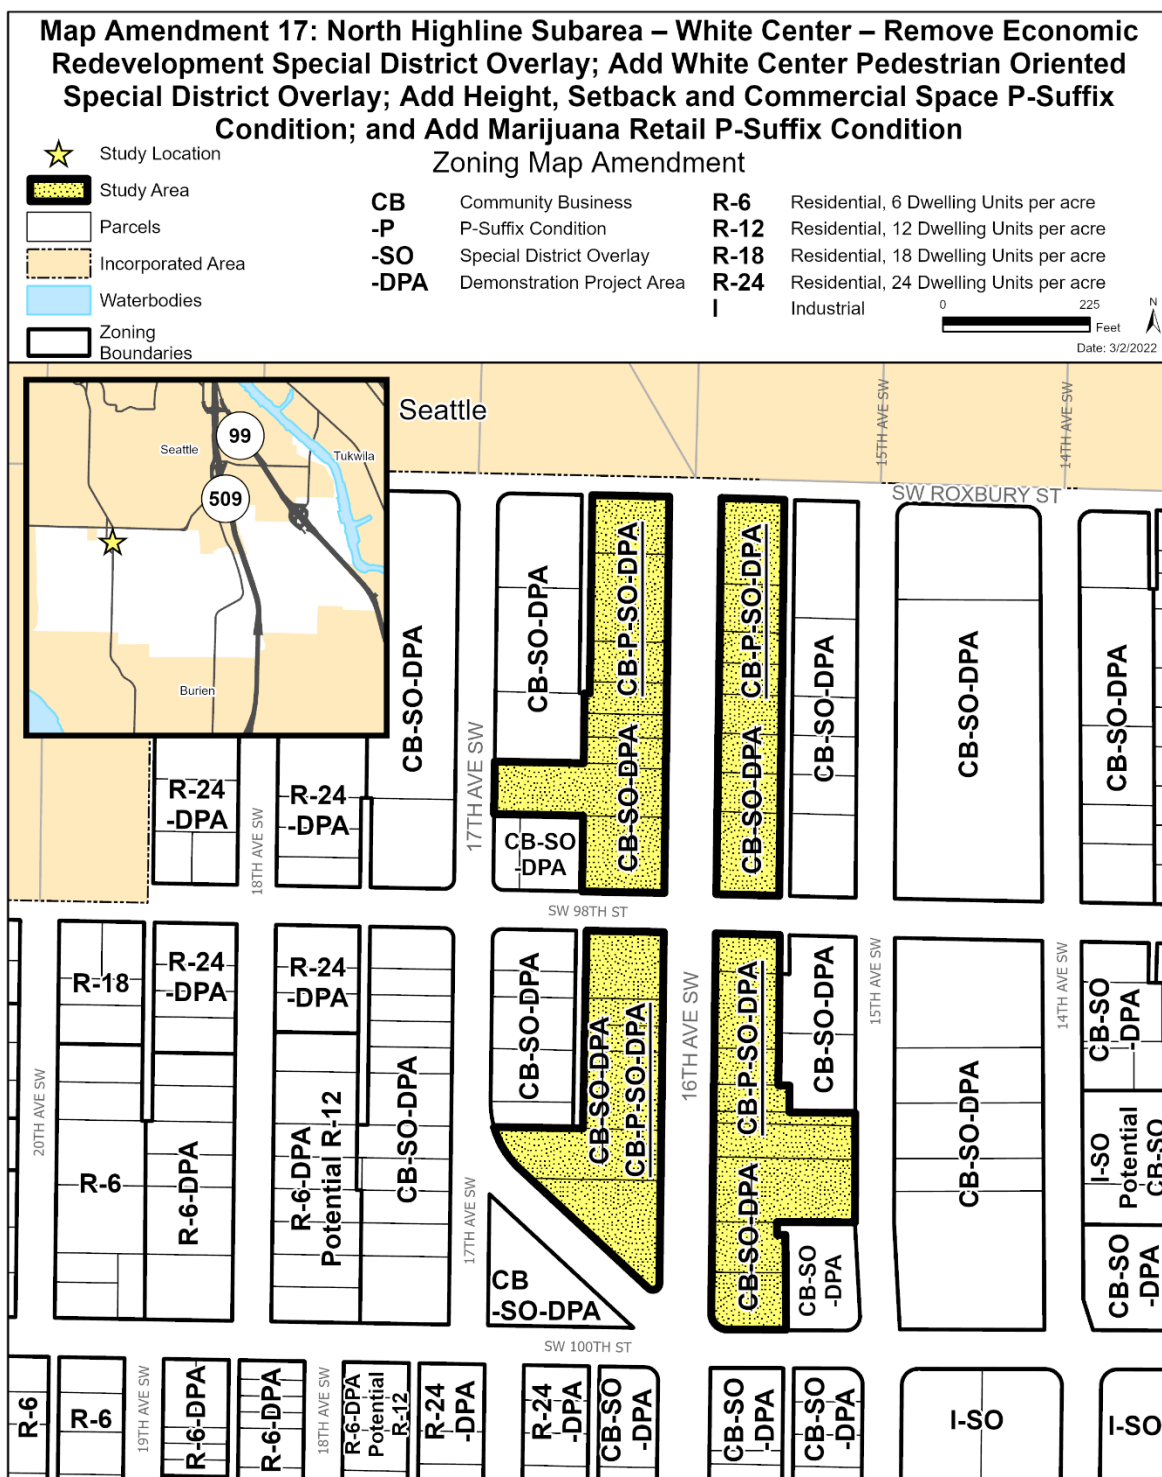 Map Amendment 17: North Highline Subarea – White Center – Remove Economic
Redevelopment Special District Overlay; Add White Center Pedestrian Oriented
Special District Overlay; Add Height, Setback and Commercial Space P-Suffix
Condition; and Add Marijuana Retail P-Suffix Condition
Zoning Map Amendment
Study Location
Study Area
Parcels
Incorporated Area
Waterbodies
Zoning
Boundaries
CB Community Business
-P P-Suffix Condition
-SO Special District Overlay
-DPA Demonstration Project Area
R-6 Residential, 6 Dwelling Units per acre
R-12 Residential, 12 Dwelling Units per acre
R-18 Residential, 18 Dwelling Units per acre
R-24 Residential, 24 Dwelling Units per acre
I Industrial
0 225
Feet
N
Date: 3/2/2022
Seattle
99
Seattle
Tukwila
509
Burien
15TH AVE SW
14TH AVE SW
SW ROXBURY ST
CB-SO-DPA
CB-SO-DPA
CB-P-SO-DPA
CB-SO-DPA
CB-P-SO-DPA
CB-SO-DPA
CB-SO-DPA
CB-SO-DPA
CB-SO-DPA
17TH AVE SW
R-24
-DPA
18TH AVE SW
R-24
-DPA
CB-SO
-DPA
SW 98TH ST
R-18
R-24
-DPA
R-24
-DPA
CB-SO-DPA
CB-SO-DPA
CB-SO-DPA
CB-P-SO-DPA
16TH AVE SW
CB-P-SO-DPA
CB-SO-DPA
CB-SO-DPA
15TH AVE SW
CB-SO-DPA
14TH AVE SW
CB-SO
-DPA
20TH AVE SW
R-6
R-6-DPA
R-6-DPA
Potential R-12
17TH AVE SW
I-SO
Potential
CB-SO
CB
-SO-DPA
CB-SO
-DPA
CB-SO
-DPA
SW 100TH ST
R-6
R-6
19TH AVE SW
R-6-DPA
R-6-DPA
18TH AVE SW
R-6-DPA
Potential
R-12
R-24
-DPA
R-24
-DPA
CB-SO
-DPA
CB-SO
-DPA
CB-SO
-DPA
I-SO
I-SO